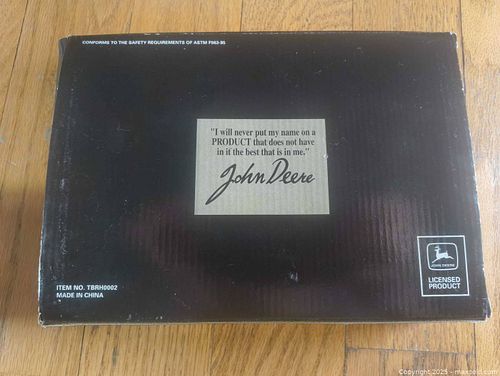 CONFORMS TO THE SAFETY REQUIREMENTS OF ASTM F963-95
"I will never put my name on a
PRODUCT that does not have
in it the best that is in me."
John Deere
JOHN DEERE
LICENSED
PRODUCT
ITEM NO. TBRH0002
MADE IN CHINA
Copyright 2025 - maxsold.com